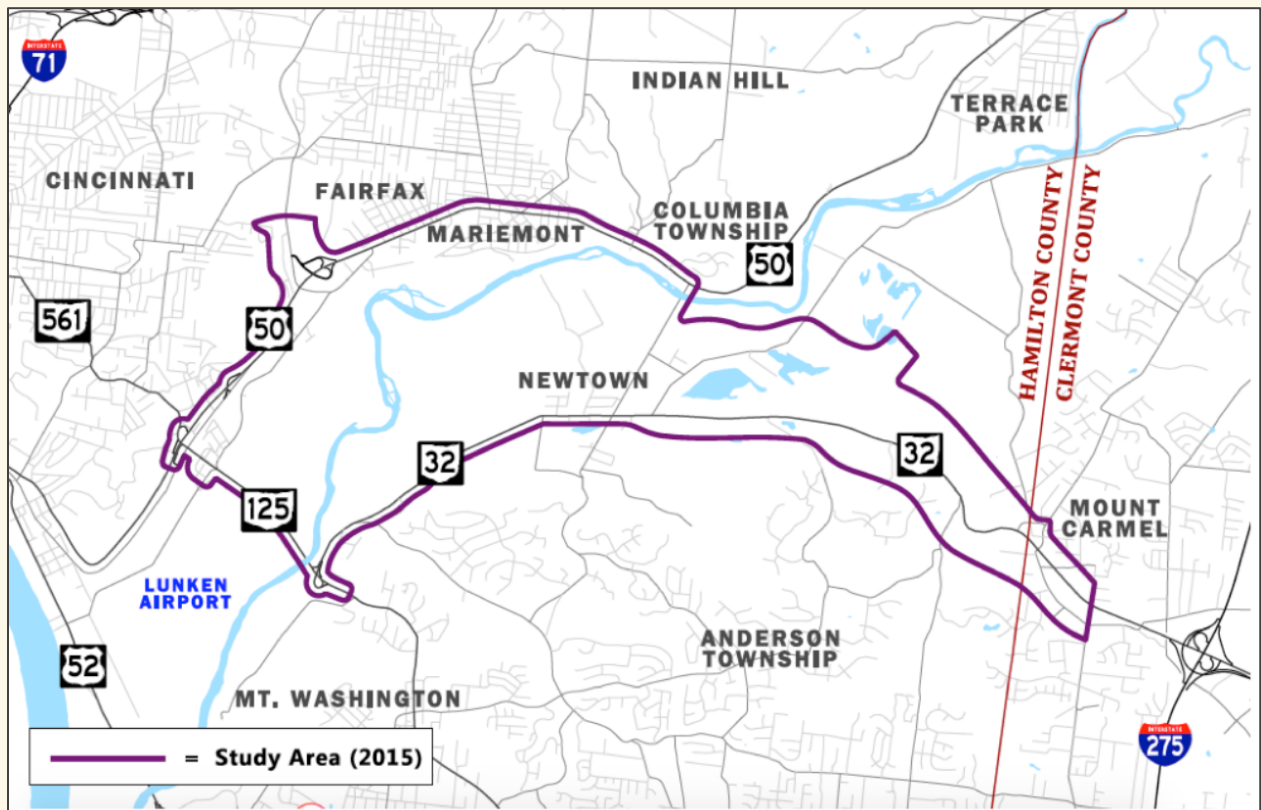 INTERSTATE
71
INDIAN HILL
TERRACE
PARK
CINCINNATI
FAIRFAX
HAMILTON COUNTY
CLERMONT COUNTY
COLUMBIA
TOWNSHIP
MARIEMONT
50
561
50
NEWTOWN
32
32
125
MOUNT
CARMEL
LUNKEN
AIRPORT
ANDERSON
TOWNSHIP
52
MT. WASHINGTON
INTERSTATE
275
= Study Area (2015)